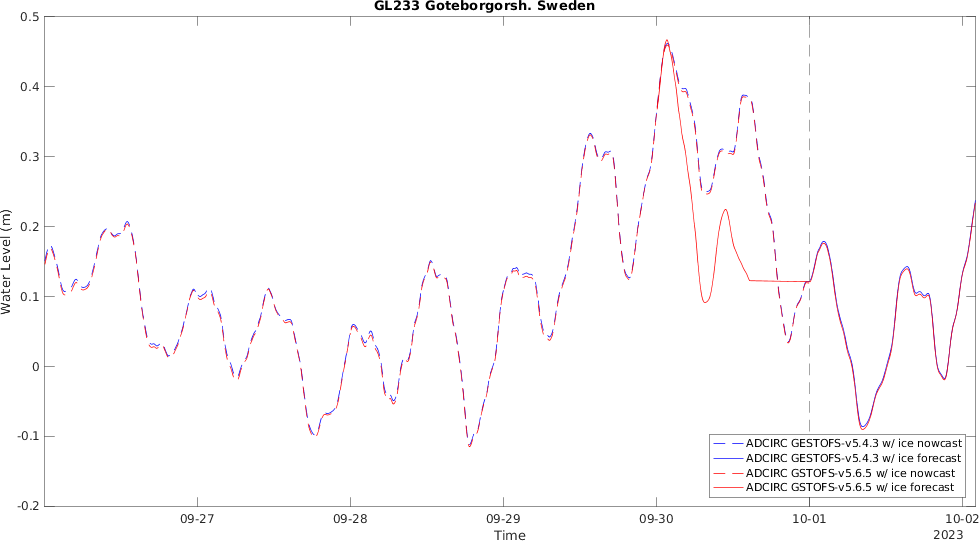 GL233 Goteborgorsh. Sweden
0.5
0.4
0.3
0.2
0.1
0
-0.1
-0.2
Water Level (m)
09-27
09-28
09-29
09-30
10-01
10-02
Time
2023
ADCIRC GESTOFS-v5.4.3 w/ ice nowcast
ADCIRC GESTOFS-v5.4.3 w/ ice forecast
ADCIRC GSTOFS-v5.6.5 w/ ice nowcast
ADCIRC GSTOFS-v5.6.5 w/ ice forecast